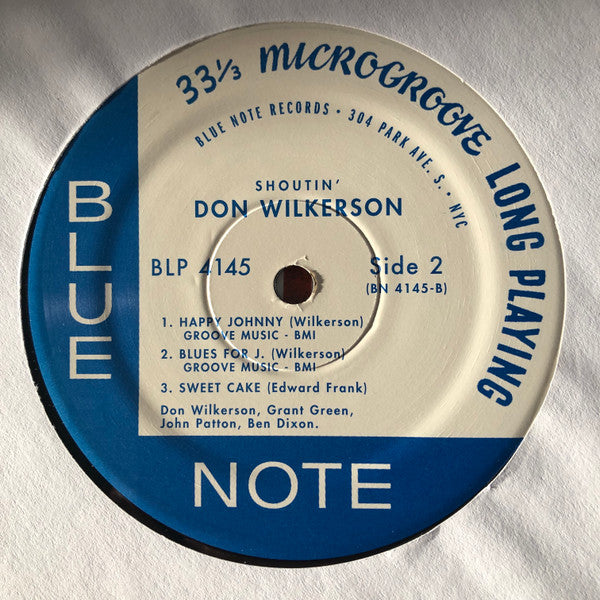 33⅓ MICROGROOVE LONG PLAYING
BLUE NOTE RECORDS • 304 PARK AVE. S. • NYC
SHOUTIN'
DON WILKERSON
BLP 4145
Side 2
(BN 4145-B)
1. HAPPY JOHNNY (Wilkerson)
GROOVE MUSIC - BMI
2. BLUES FOR J. (Wilkerson)
GROOVE MUSIC - BMI
3. SWEET CAKE (Edward Frank)
Don Wilkerson, Grant Green,
John Patton, Ben Dixon.
BLUE
NOTE